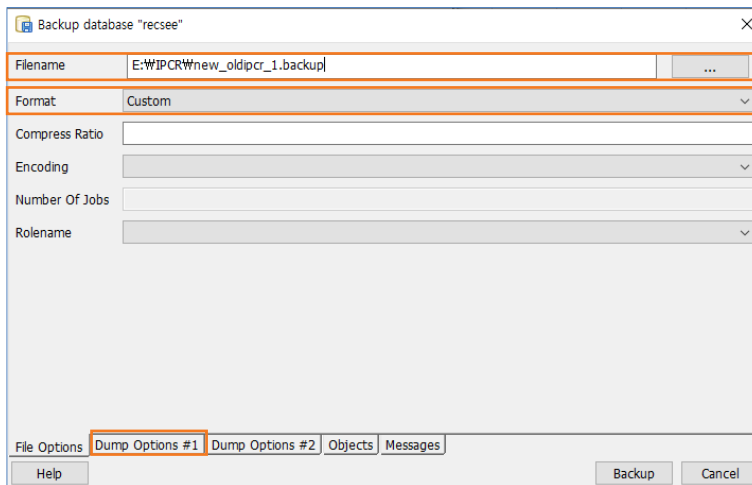 Backup database "recsee"
Filename E:₩IPCR₩new_oldipcr_1.backup ...
Format Custom
Compress Ratio
Encoding
Number Of Jobs
Rolename
File Options Dump Options #1 Dump Options #2 Objects Messages
Help Backup Cancel